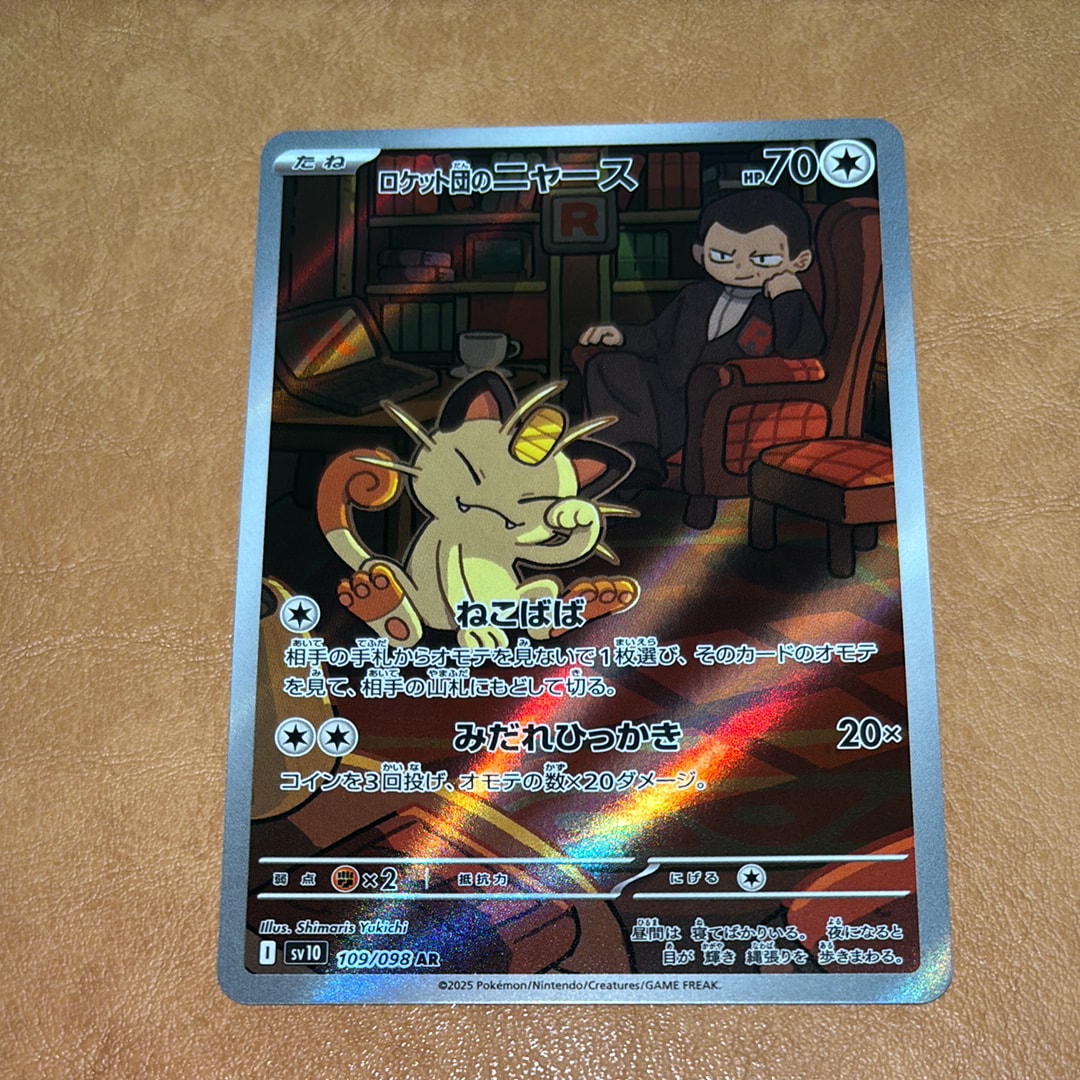 たね
ロケット団のニャース
だん
HP70
R
R
ねこばば
相手の手札からオモテを見ないで1枚選び、そのカードのオモテ
を見て、相手の山札にもどして切る。
みだれひっかき 20×
コインを3回投げ、オモテの数×20ダメージ。
弱点 ×2 抵抗力 にげる
Illus. Shimaris Yukichi
昼間は 寝てばかりいる。 夜になると
目が 輝き 縄張りを 歩きまわる。
I sv10 109/098 AR
©2025 Pokémon/Nintendo/Creatures/GAME FREAK.